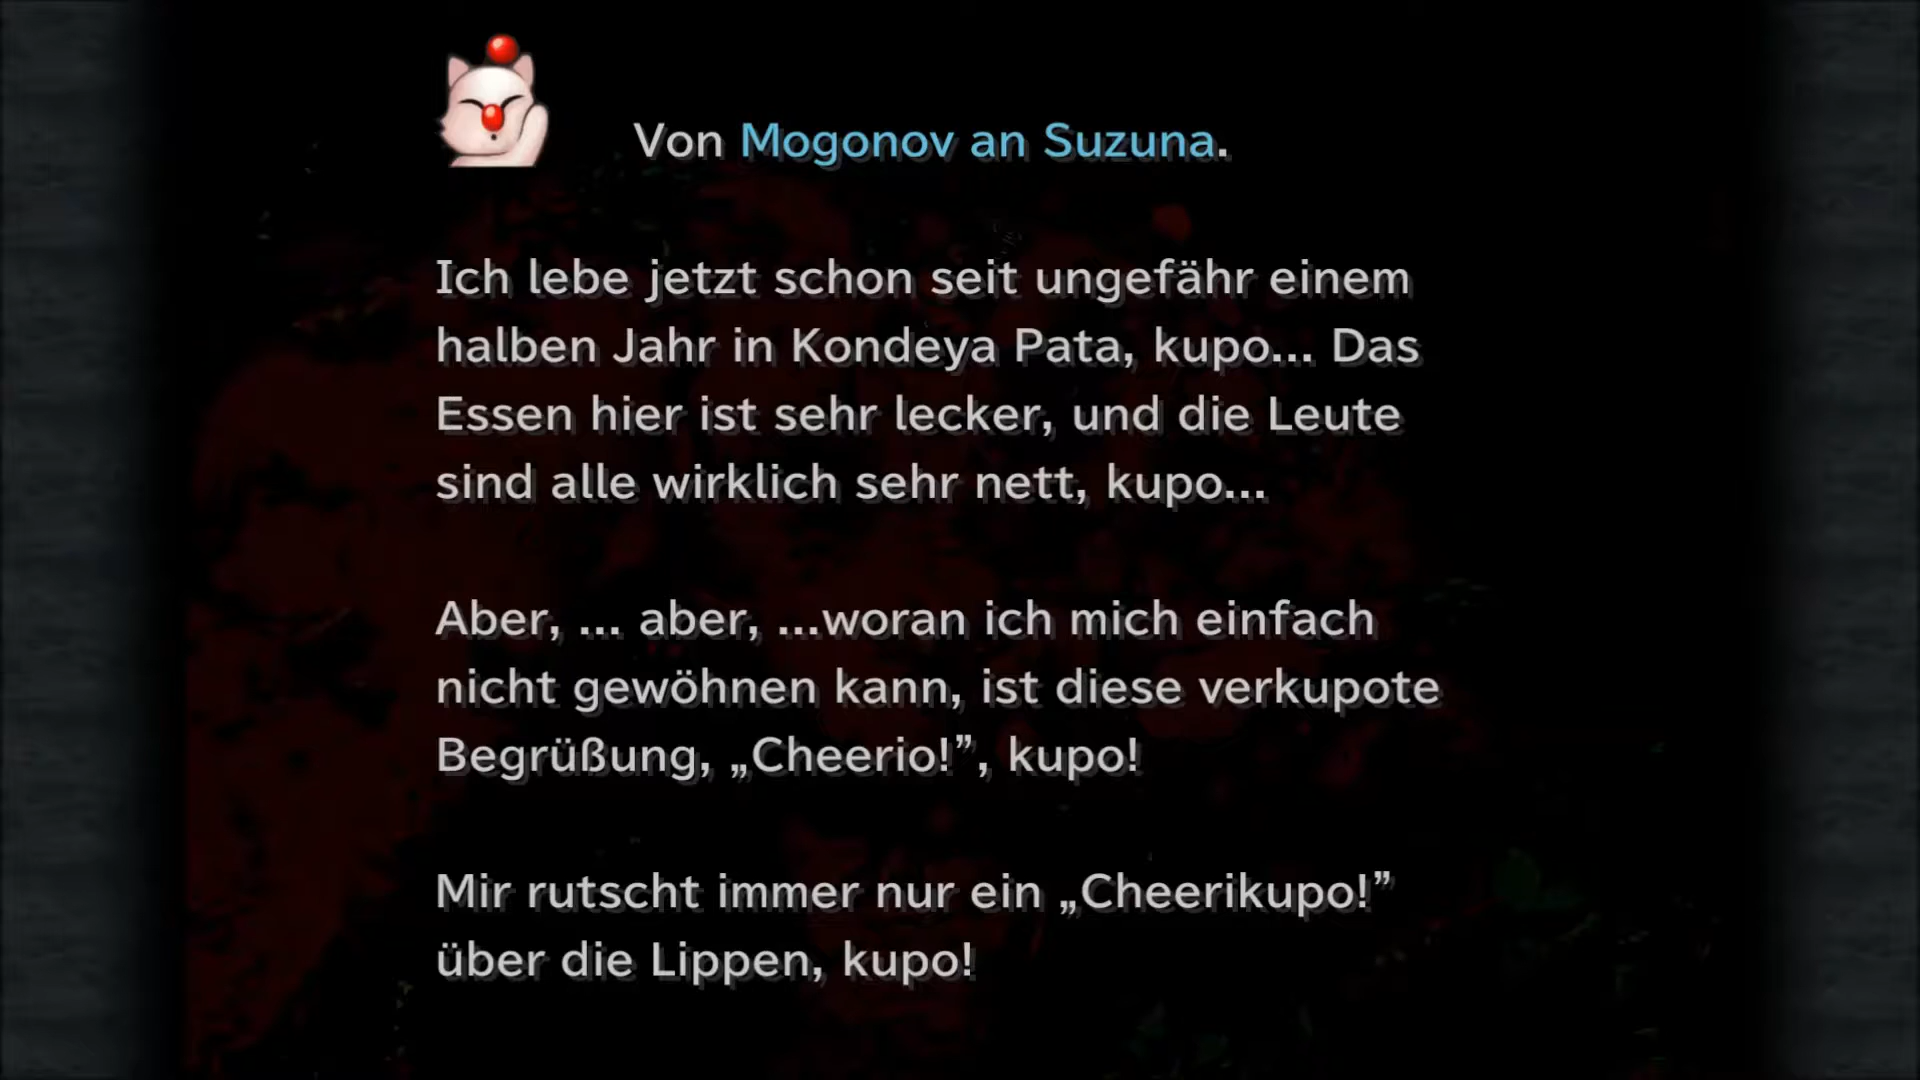 Von Mogonov an Suzuna.
Ich lebe jetzt schon seit ungefähr einem
halben Jahr in Kondeya Pata, kupo... Das
Essen hier ist sehr lecker, und die Leute
sind alle wirklich sehr nett, kupo...
Aber, ... aber, ...woran ich mich einfach
nicht gewöhnen kann, ist diese verkupote
Begrüßung, „Cheerio!”, kupo!
Mir rutscht immer nur ein „Cheerikupo!”
über die Lippen, kupo!